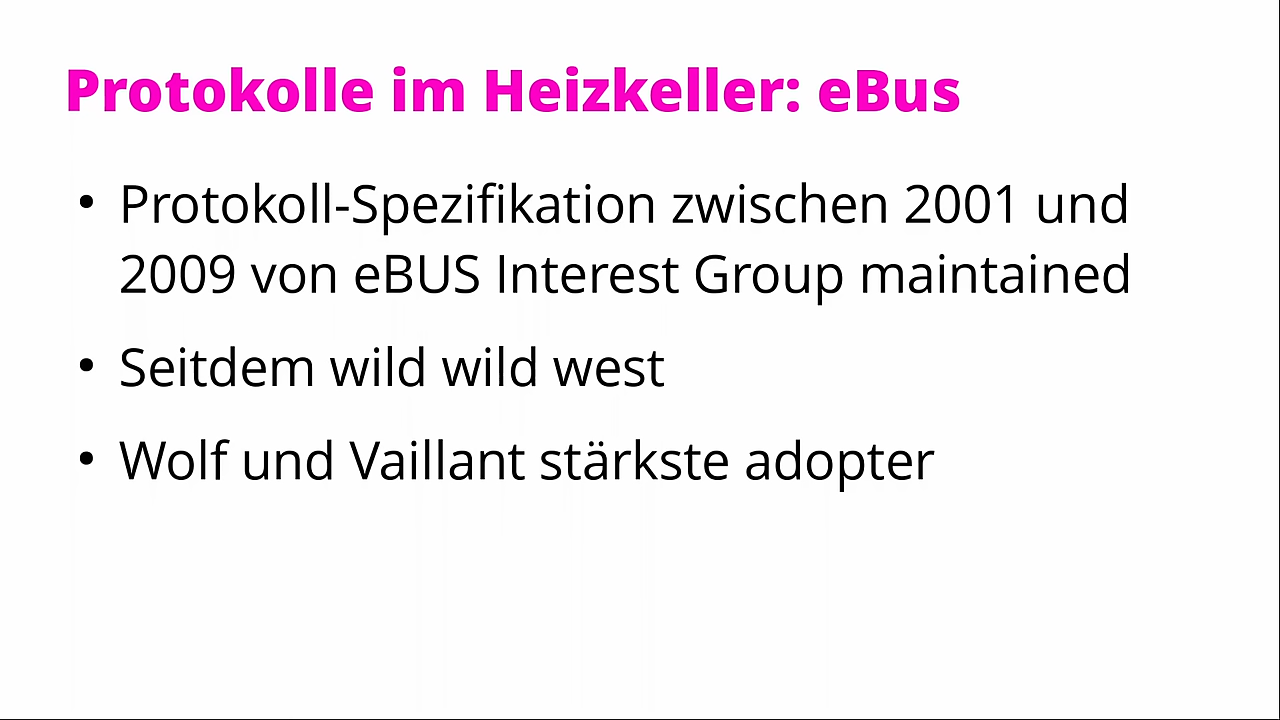 Protokolle im Heizkeller: eBus
• Protokoll-Spezifikation zwischen 2001 und
2009 von eBUS Interest Group maintained
• Seitdem wild wild west
• Wolf und Vaillant stärkste adopter